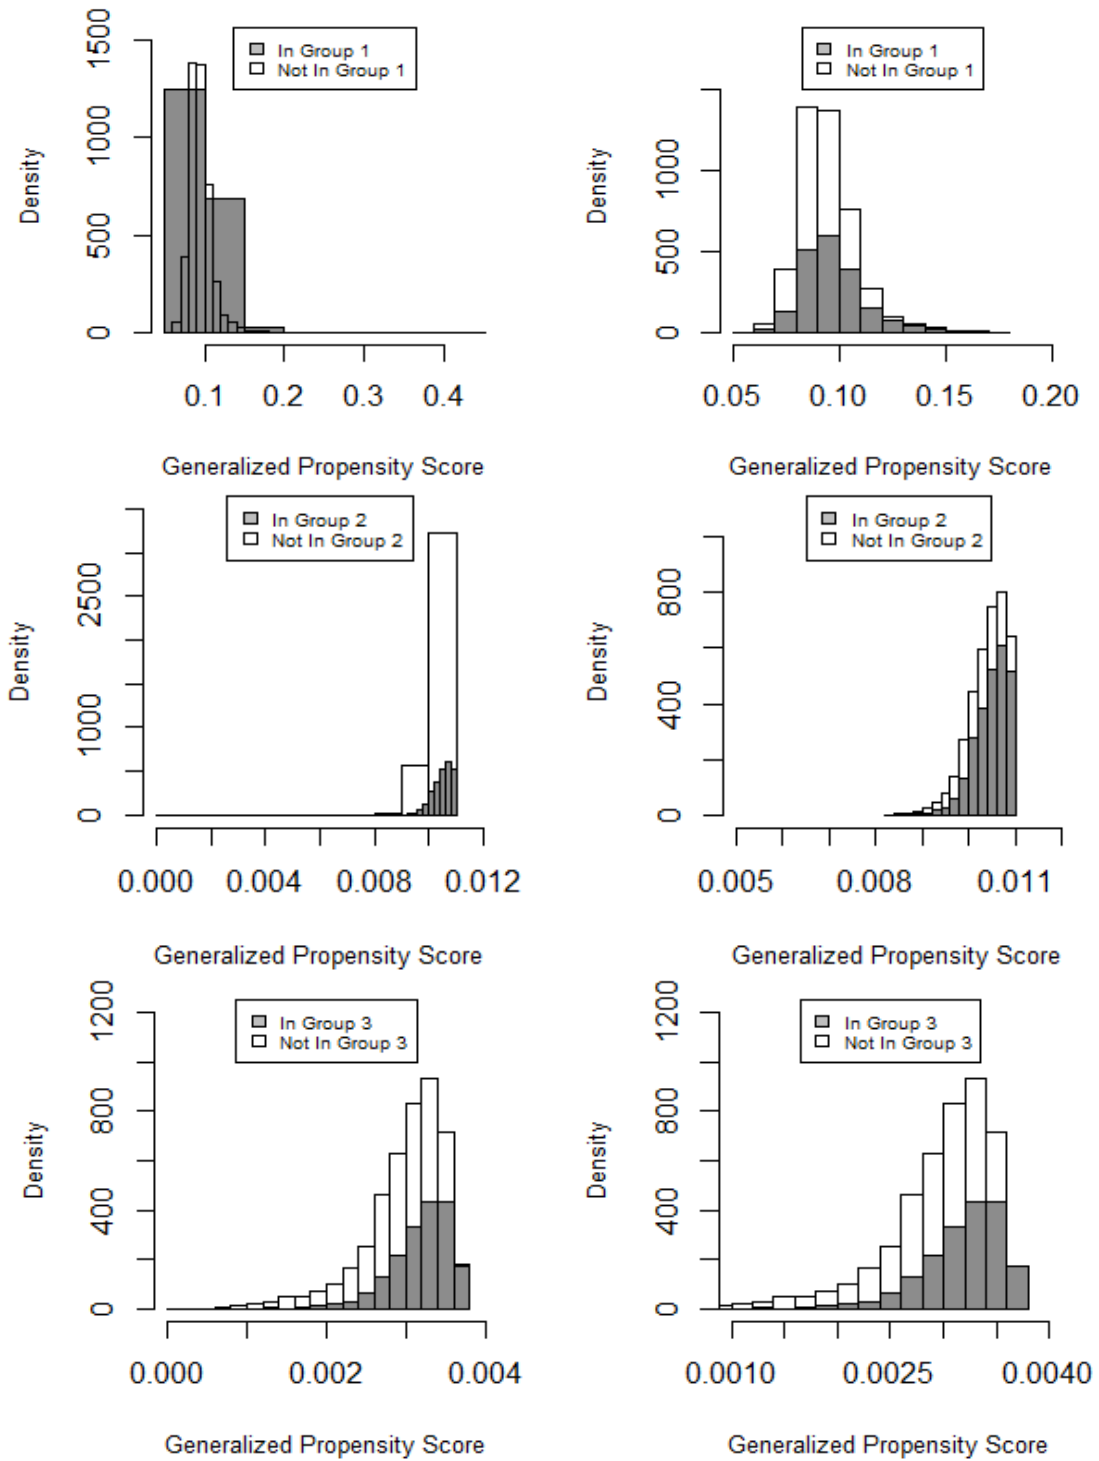 In Group 1
Not In Group 1
Density
0 500 1000 1500
0.1 0.2 0.3 0.4
Generalized Propensity Score
In Group 1
Not In Group 1
Density
0 500 1000
0.05 0.10 0.15 0.20
Generalized Propensity Score
In Group 2
Not In Group 2
Density
0 1000 2500
0.000 0.004 0.008 0.012
Generalized Propensity Score
In Group 2
Not In Group 2
Density
0 400 800
0.005 0.008 0.011
Generalized Propensity Score
In Group 3
Not In Group 3
Density
0 400 800 1200
0.000 0.002 0.004
Generalized Propensity Score
In Group 3
Not In Group 3
Density
0 400 800 1200
0.0010 0.0025 0.0040
Generalized Propensity Score